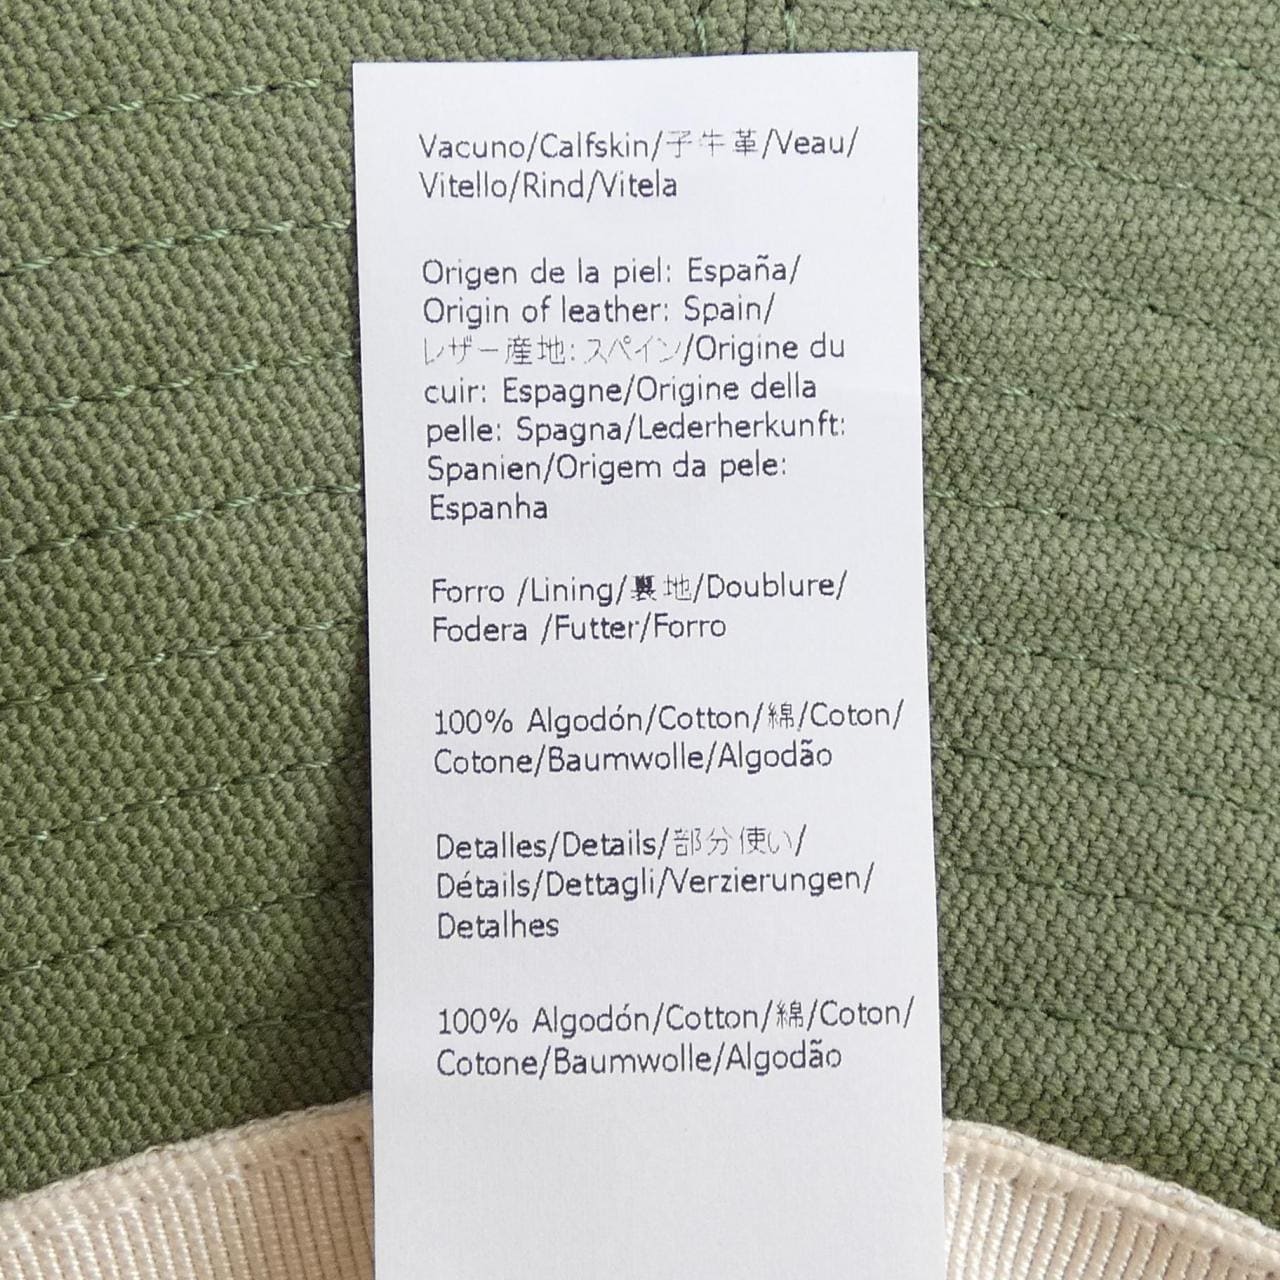 Vacuno/Calfskin/子牛革/Veau/
Vitello/Rind/Vitela
Origen de la piel: España/
Origin of leather: Spain/
レザー産地: スペイン/Origine du
cuir: Espagne/Origine della
pelle: Spagna/Lederherkunft:
Spanien/Origem da pele:
Espanha
Forro /Lining/裏地/Doublure/
Fodera /Futter/Forro
100% Algodón/Cotton/綿/Coton/
Cotone/Baumwolle/Algodão
Detalles/Details/部分使い/
Détails/Dettagli/Verzierungen/
Detalhes
100% Algodón/Cotton/綿/Coton/
Cotone/Baumwolle/Algodão